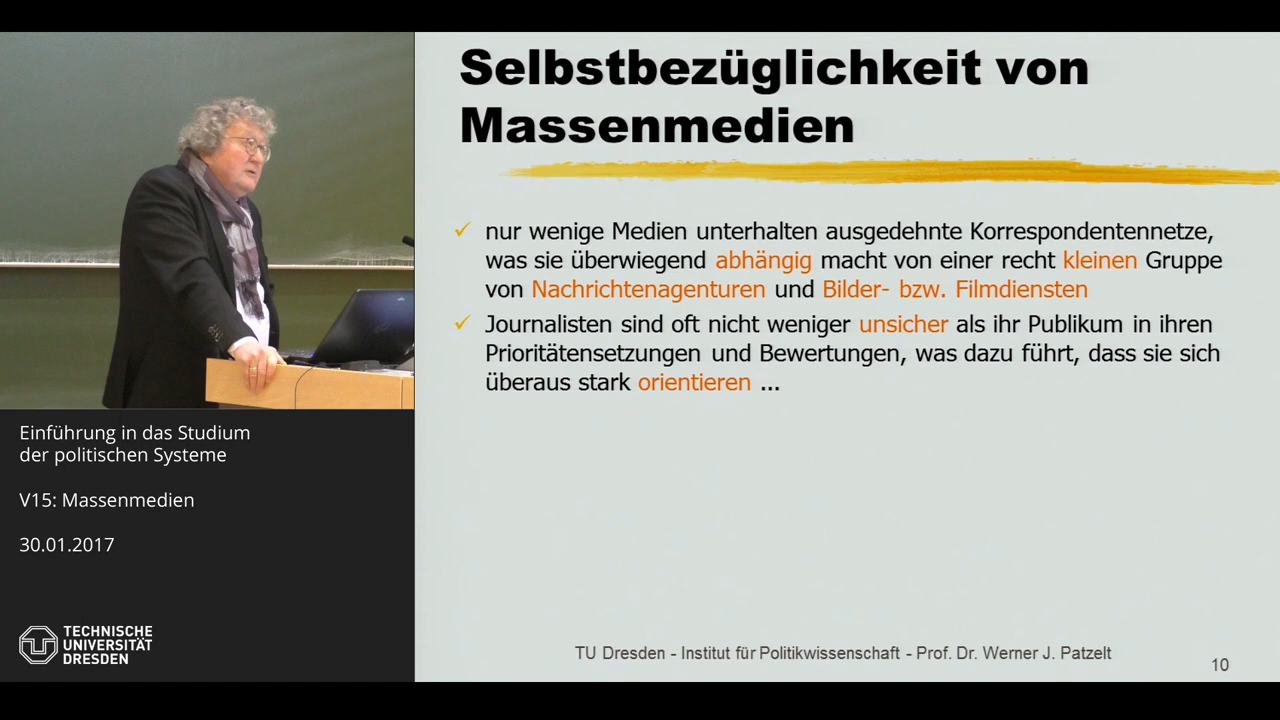 Selbstbezüglichkeit von
Massenmedien
✓ nur wenige Medien unterhalten ausgedehnte Korrespondentennetze,
was sie überwiegend abhängig macht von einer recht kleinen Gruppe
von Nachrichtenagenturen und Bilder- bzw. Filmdiensten
✓ Journalisten sind oft nicht weniger unsicher als ihr Publikum in ihren
Prioritätensetzungen und Bewertungen, was dazu führt, dass sie sich
überaus stark orientieren ...
TU Dresden - Institut für Politikwissenschaft - Prof. Dr. Werner J. Patzelt
10
Einführung in das Studium
der politischen Systeme
V15: Massenmedien
30.01.2017
TECHNISCHE
UNIVERSITÄT
DRESDEN